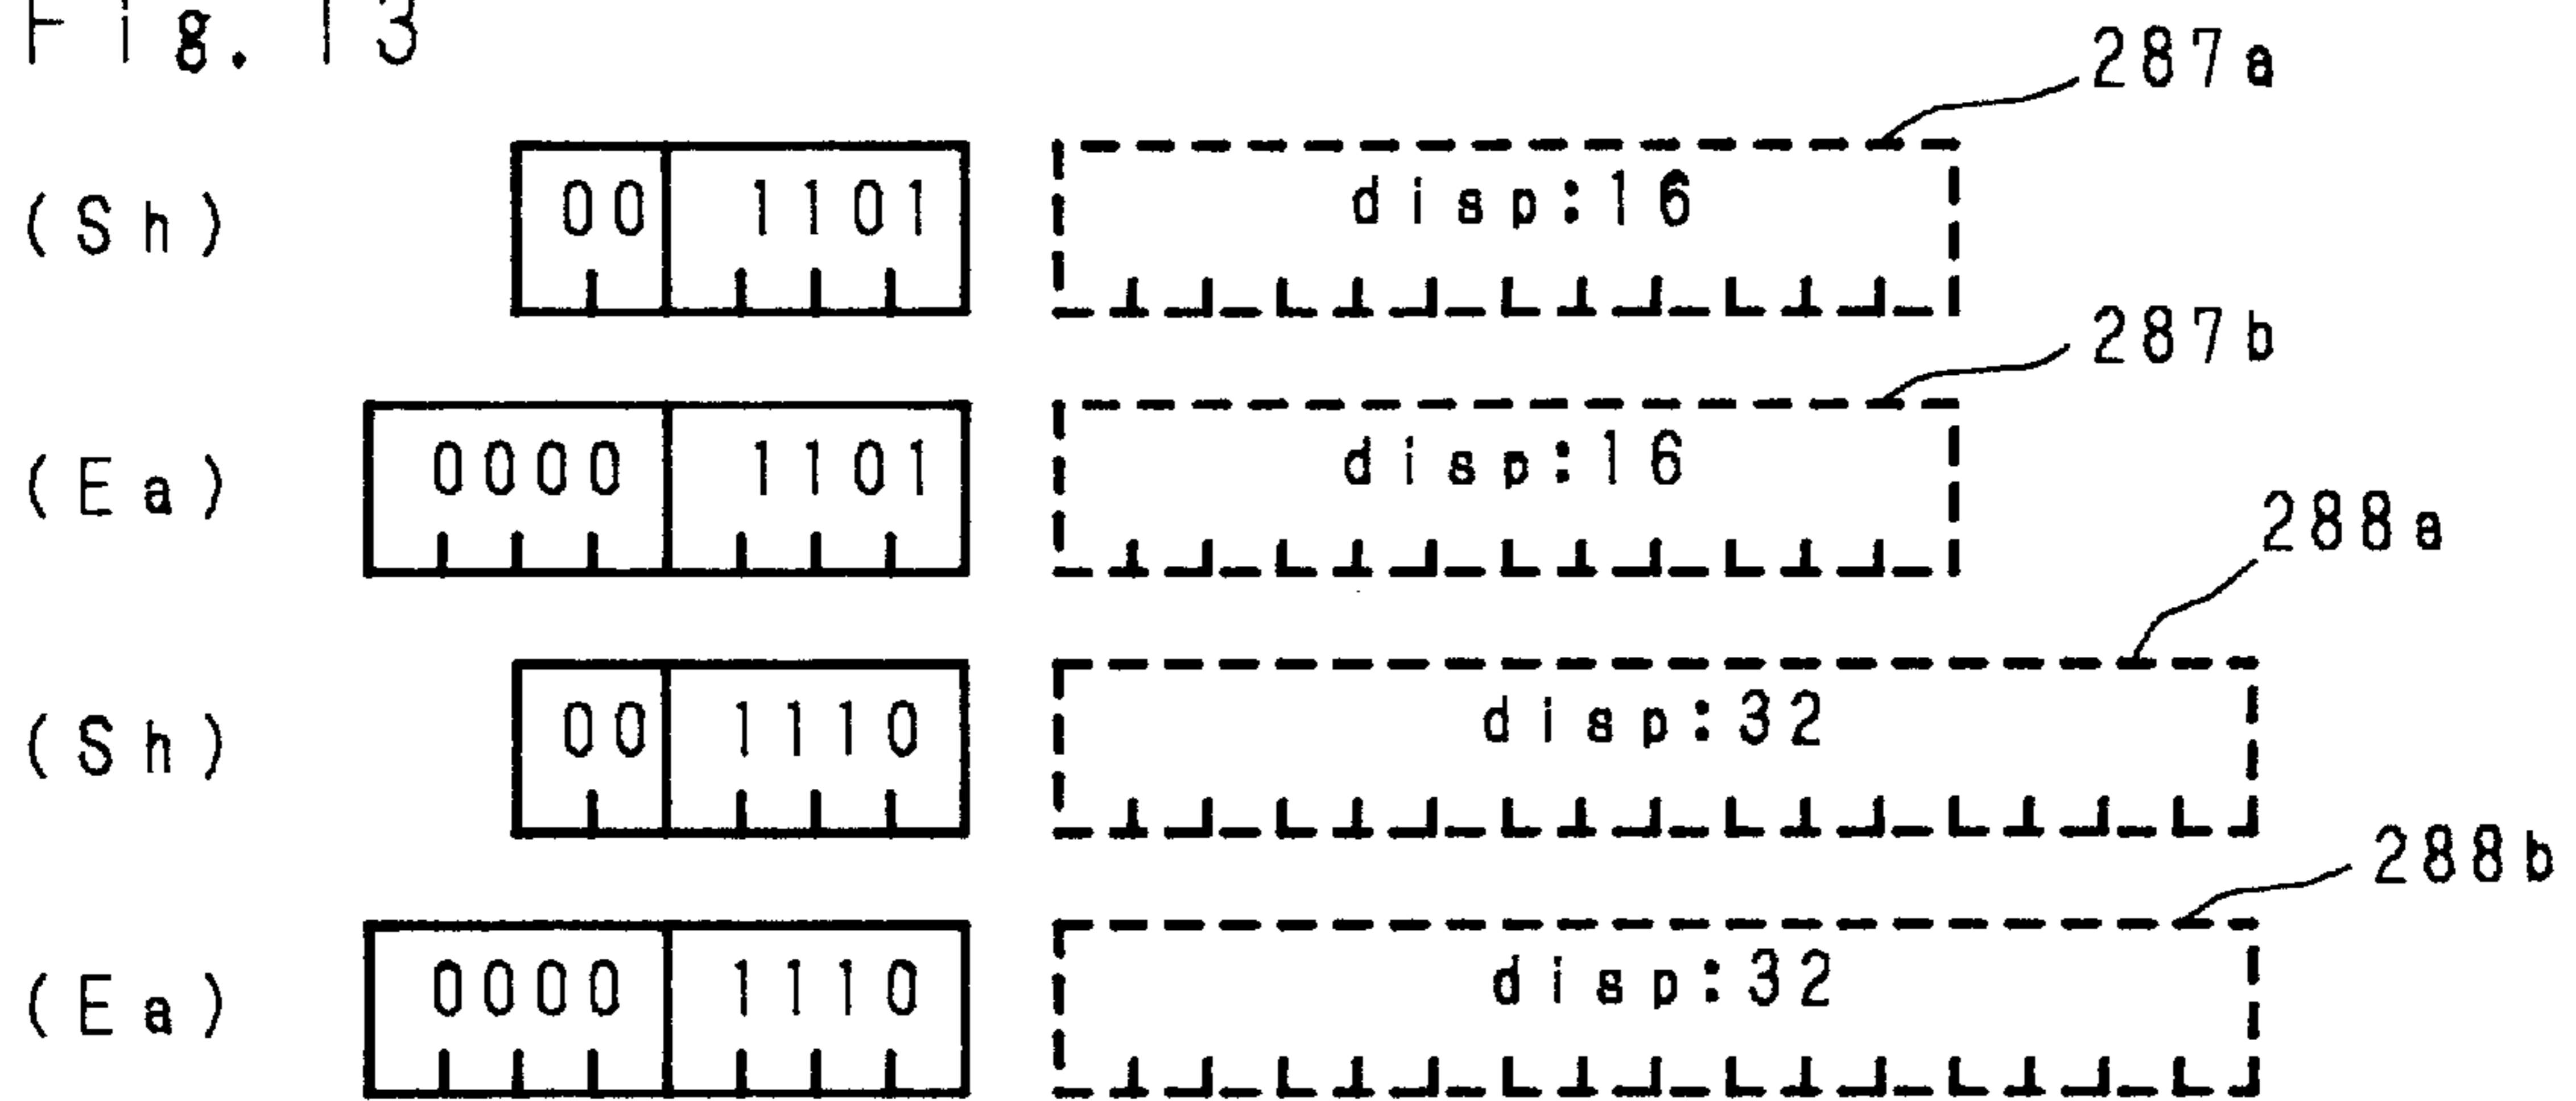 Fig. 13
287a
(Sh) 00 1101 disp:16
287b
(Ea) 0000 1101 disp:16
288a
(Sh) 00 1110 disp:32
288b
(Ea) 0000 1110 disp:32